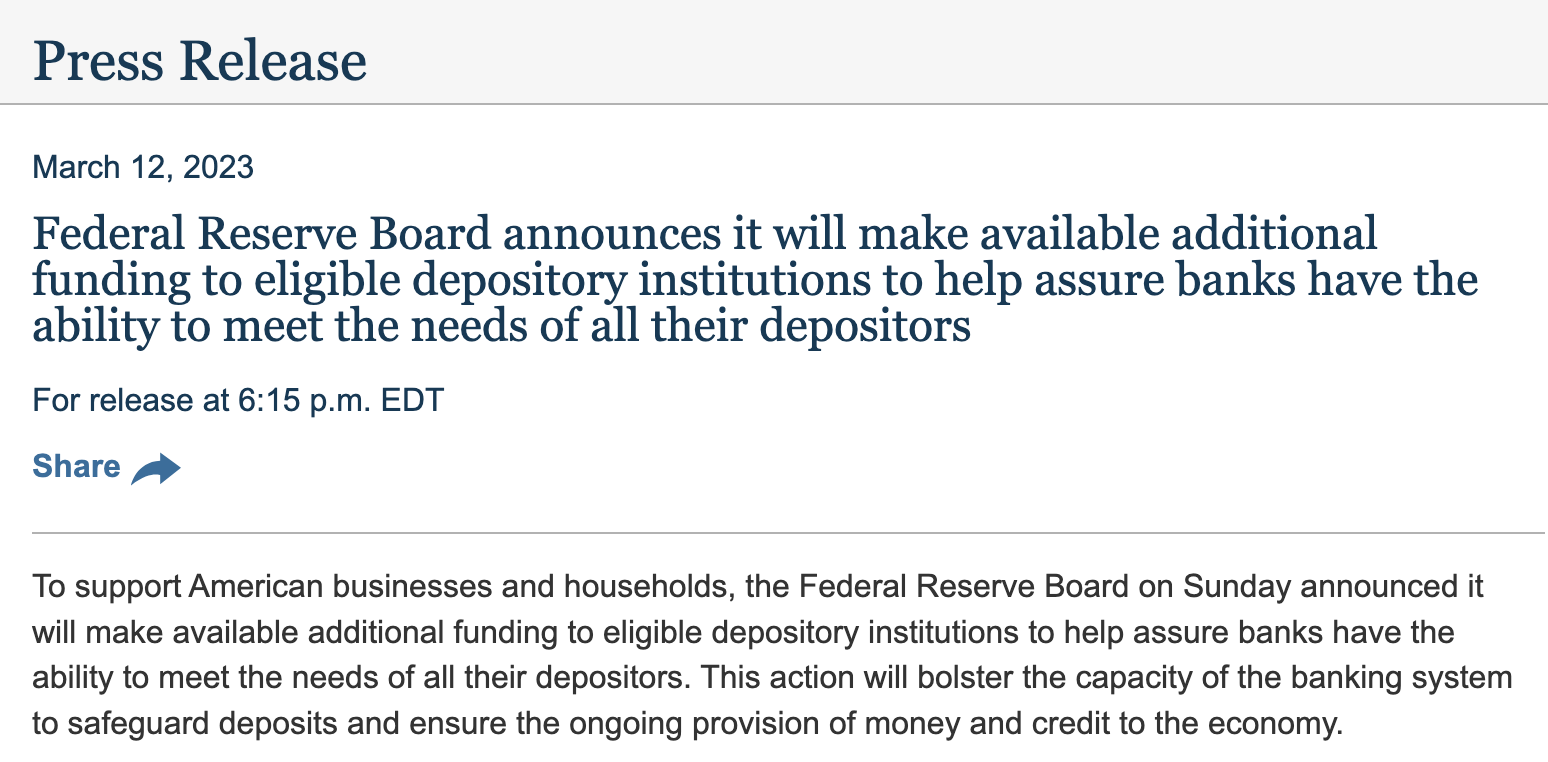 Press Release
March 12, 2023
Federal Reserve Board announces it will make available additional
funding to eligible depository institutions to help assure banks have the
ability to meet the needs of all their depositors
For release at 6:15 p.m. EDT
Share
To support American businesses and households, the Federal Reserve Board on Sunday announced it
will make available additional funding to eligible depository institutions to help assure banks have the
ability to meet the needs of all their depositors. This action will bolster the capacity of the banking system
to safeguard deposits and ensure the ongoing provision of money and credit to the economy.